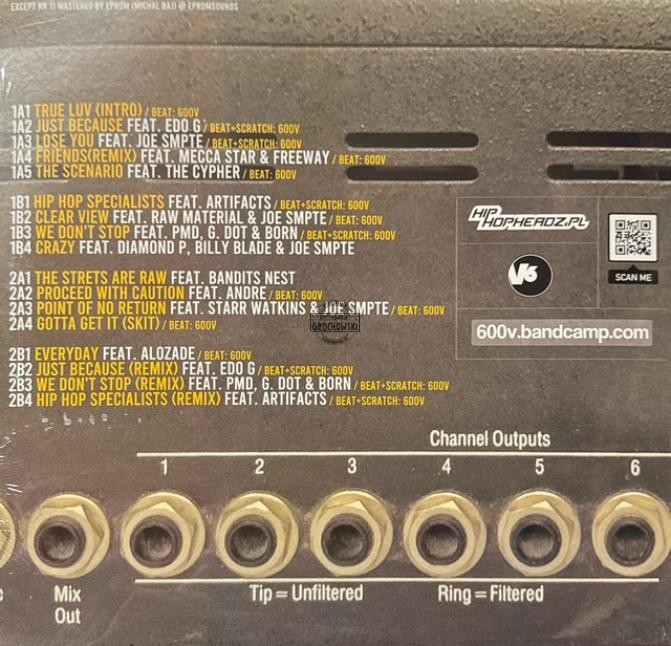 EXCEPT NR 11 MASTERED BY EPROM (MICHAL BAJ) @ EPROMSOUNDS
1A1 TRUE LUV (INTRO) / BEAT: 600V
1A2 JUST BECAUSE FEAT. EDO G / BEAT+SCRATCH: 600V
1A3 LOSE YOU FEAT. JOE SMPTE / BEAT+SCRATCH: 600V
1A4 FRIENDS(REMIX) FEAT. MECCA STAR & FREEWAY / BEAT: 600V
1A5 THE SCENARIO FEAT. THE CYPHER / BEAT: 600V
1B1 HIP HOP SPECIALISTS FEAT. ARTIFACTS / BEAT+SCRATCH: 600V
1B2 CLEAR VIEW FEAT. RAW MATERIAL & JOE SMPTE / BEAT: 600V
1B3 WE DON'T STOP FEAT. PMD, G. DOT & BORN / BEAT+SCRATCH: 600V
1B4 CRAZY FEAT. DIAMOND P, BILLY BLADE & JOE SMPTE
2A1 THE STRETS ARE RAW FEAT. BANDITS NEST
2A2 PROCEED WITH CAUTION FEAT. ANDRE / BEAT: 600V
2A3 POINT OF NO RETURN FEAT. STARR WATKINS & JOE SMPTE / BEAT: 600V
2A4 GOTTA GET IT (SKIT) / BEAT: 600V
2B1 EVERYDAY FEAT. ALOZADE / BEAT: 600V
2B2 JUST BECAUSE (REMIX) FEAT. EDO G / BEAT+SCRATCH: 600V
2B3 WE DON'T STOP (REMIX) FEAT. PMD, G. DOT & BORN / BEAT+SCRATCH: 600V
2B4 HIP HOP SPECIALISTS (REMIX) FEAT. ARTIFACTS / BEAT+SCRATCH: 600V
HIP
HOPHEADZ.PL
V6
SCAN ME
600v.bandcamp.com
GROCHOWSKI
Channel Outputs
1 2 3 4 5 6
Mix
Out
Tip = Unfiltered Ring = Filtered